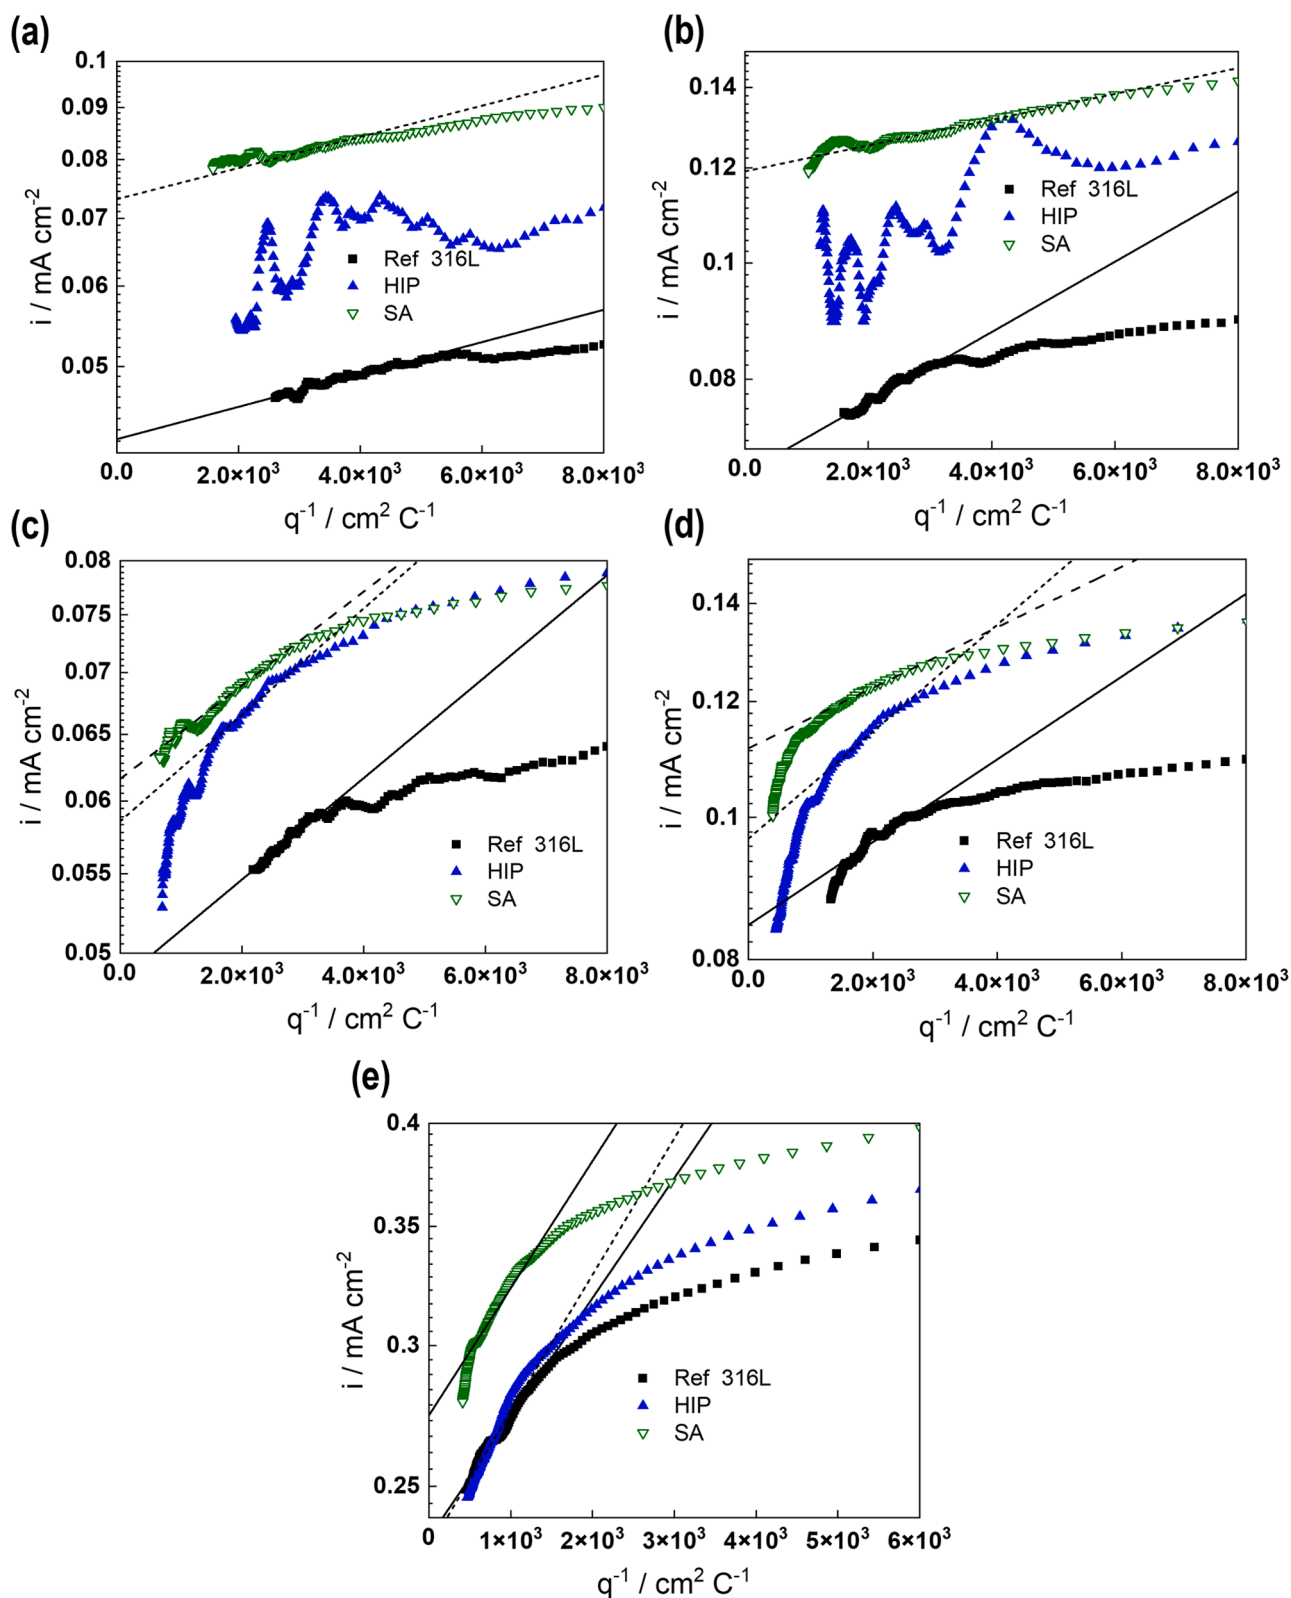 (a)
0.1
0.09
0.08
0.07
0.06
0.05
i / mA cm⁻²
Ref 316L
HIP
SA
0.0
2.0×10³
4.0×10³
6.0×10³
8.0×10³
q⁻¹ / cm² C⁻¹
(b)
0.14
0.12
0.1
0.08
i / mA cm⁻²
Ref 316L
HIP
SA
0.0
2.0×10³
4.0×10³
6.0×10³
8.0×10³
q⁻¹ / cm² C⁻¹
(c)
0.08
0.075
0.07
0.065
0.06
0.055
0.05
i / mA cm⁻²
Ref 316L
HIP
SA
0.0
2.0×10³
4.0×10³
6.0×10³
8.0×10³
q⁻¹ / cm² C⁻¹
(d)
0.14
0.12
0.1
0.08
i / mA cm⁻²
Ref 316L
HIP
SA
0.0
2.0×10³
4.0×10³
6.0×10³
8.0×10³
q⁻¹ / cm² C⁻¹
(e)
0.4
0.35
0.3
0.25
i / mA cm⁻²
Ref 316L
HIP
SA
0
1×10³
2×10³
3×10³
4×10³
5×10³
6×10³
q⁻¹ / cm² C⁻¹